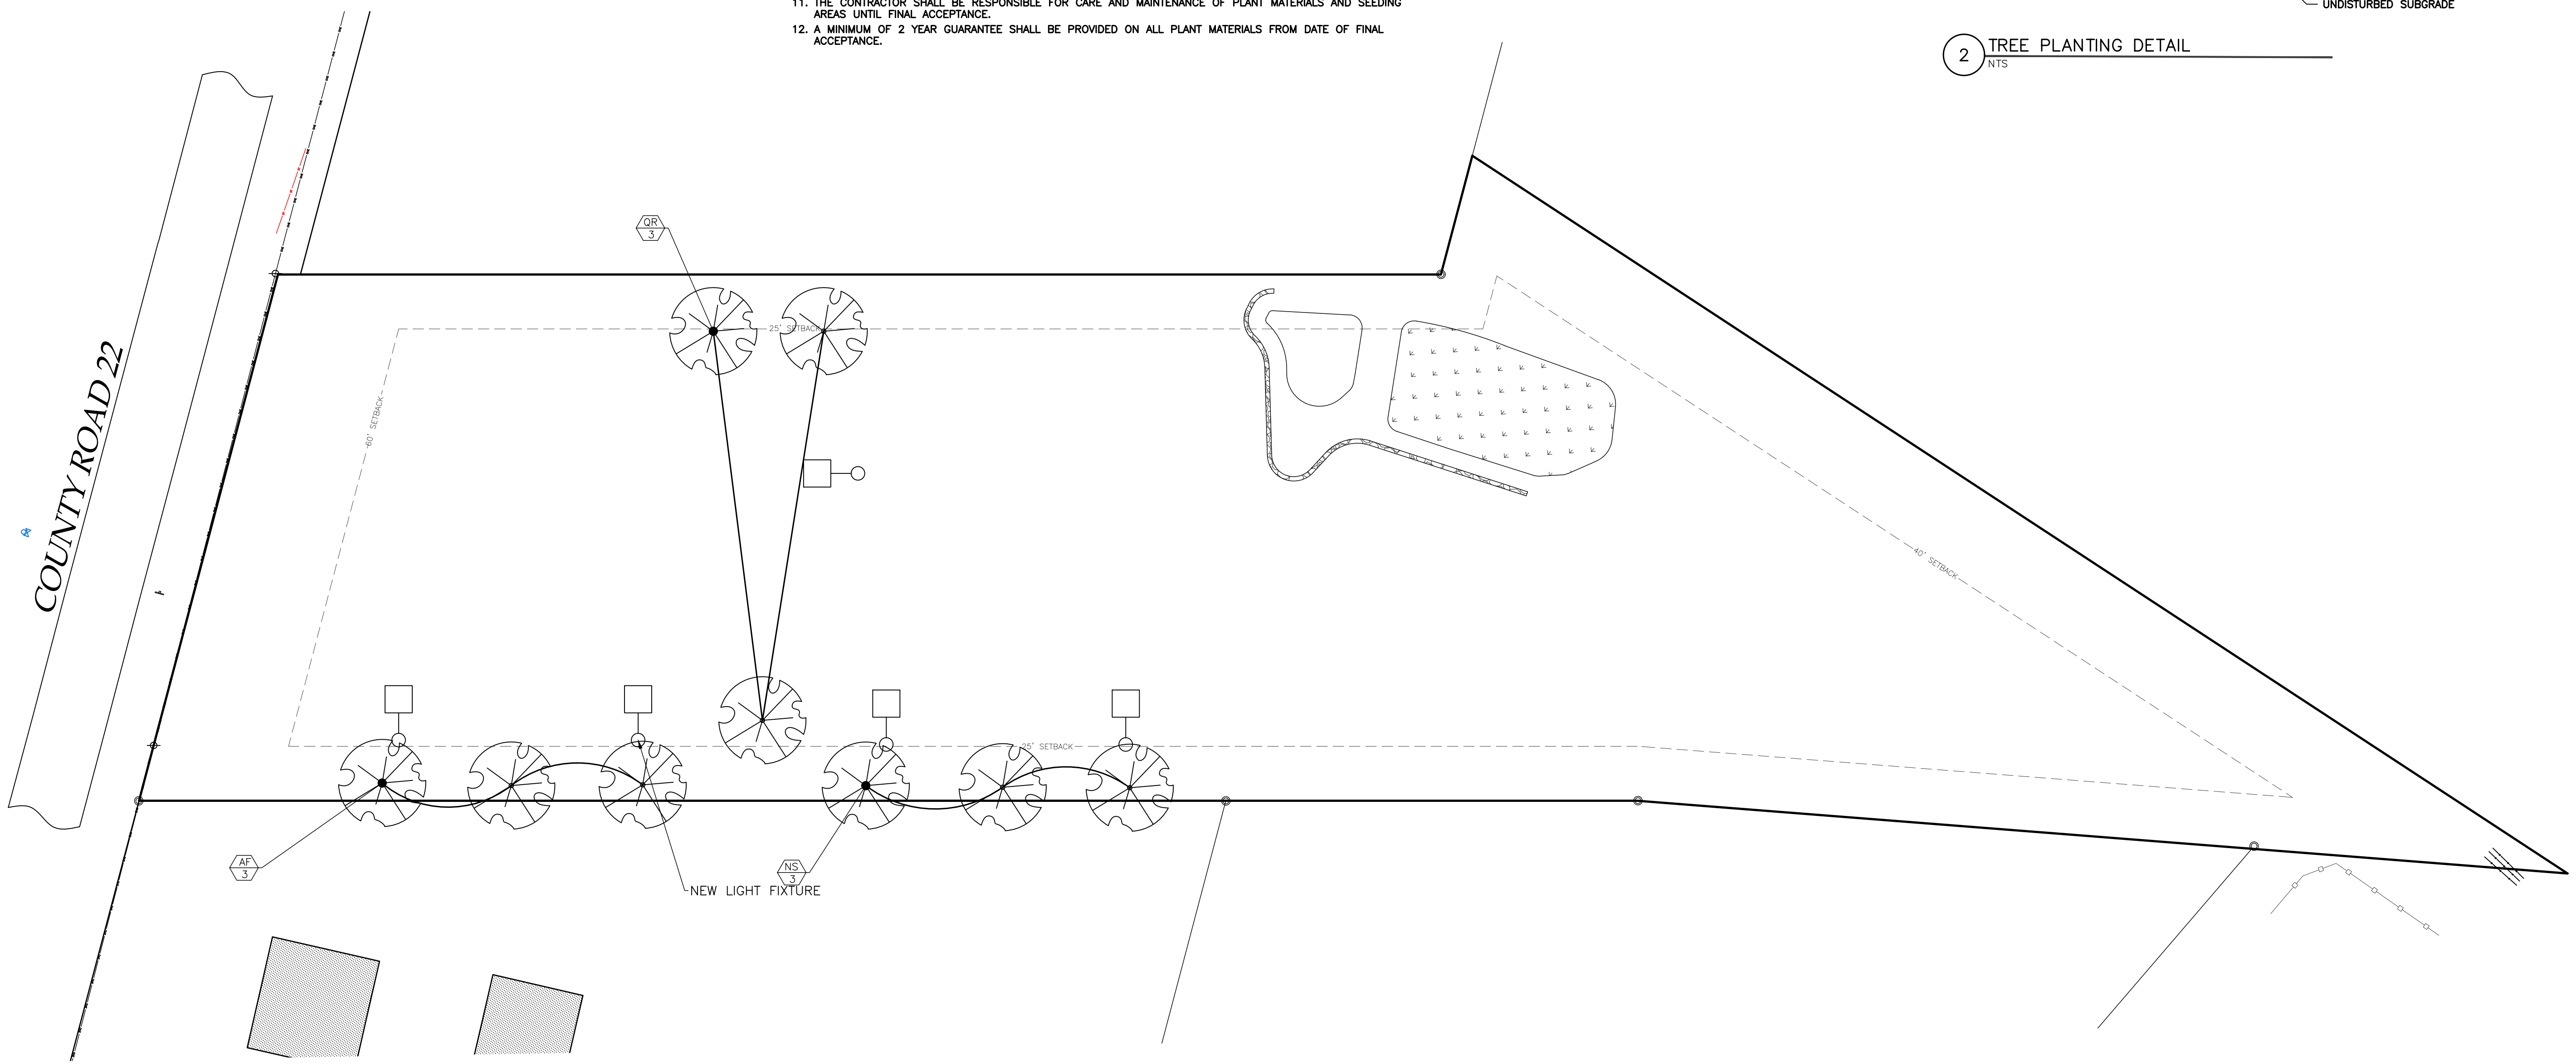 11. THE CONTRACTOR SHALL BE RESPONSIBLE FOR CARE AND MAINTENANCE OF PLANT MATERIALS AND SEEDING
AREAS UNTIL FINAL ACCEPTANCE.
12. A MINIMUM OF 2 YEAR GUARANTEE SHALL BE PROVIDED ON ALL PLANT MATERIALS FROM DATE OF FINAL
ACCEPTANCE.
UNDISTURBED SUBGRADE
2
TREE PLANTING DETAIL
NTS
QR
3
25' SETBACK
60' SETBACK
COUNTY ROAD 22
40' SETBACK
25' SETBACK
AF
3
NS
3
NEW LIGHT FIXTURE